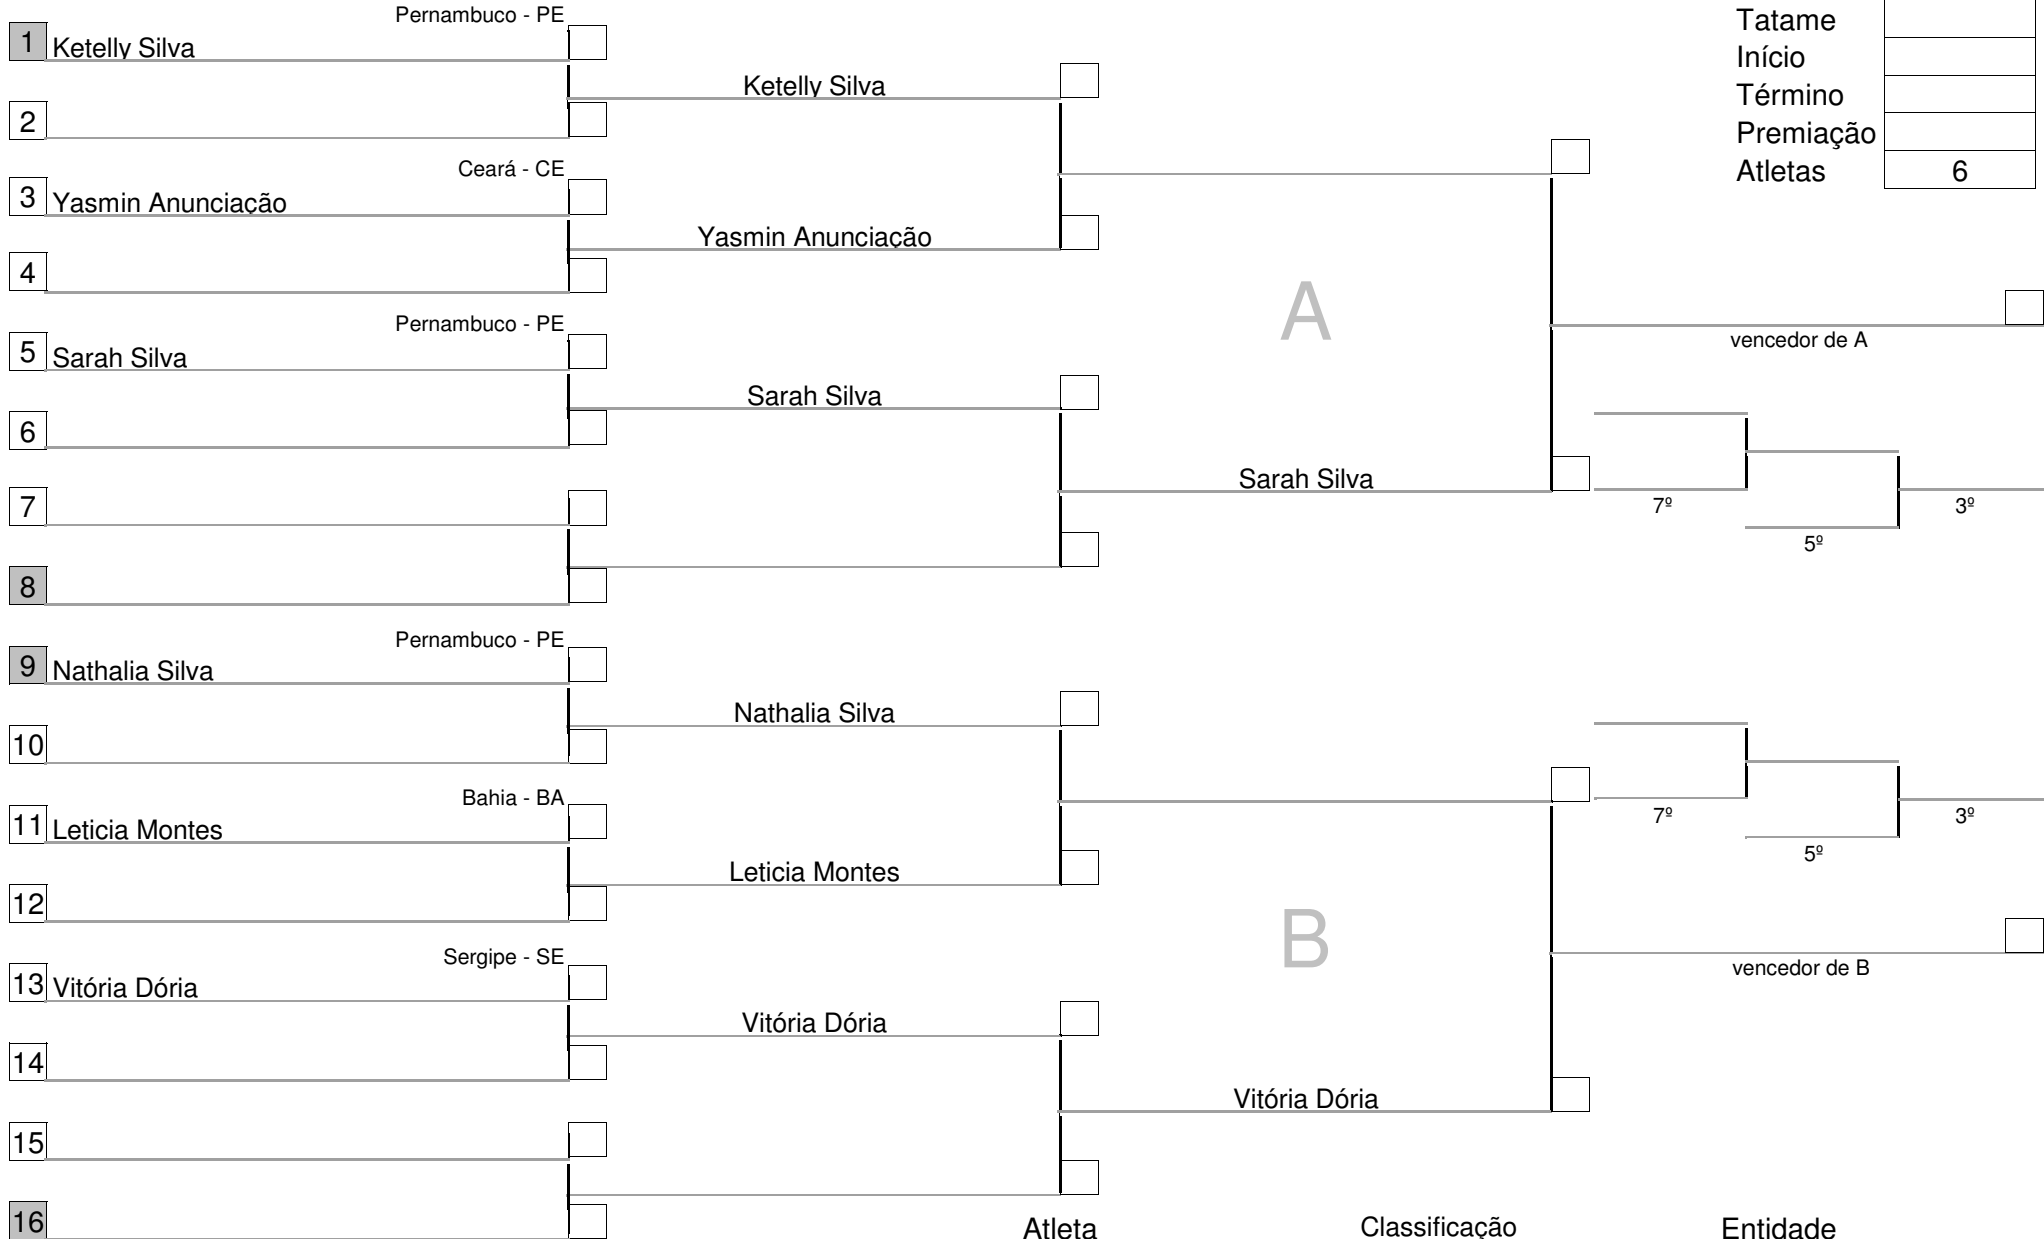 Pernambuco - PE
1 Ketelly Silva
Ketelly Silva
2
Ceará - CE
3 Yasmin Anunciação
Yasmin Anunciação
4
Pernambuco - PE
5 Sarah Silva
Sarah Silva
6
Sarah Silva
7
8
Pernambuco - PE
9 Nathalia Silva
Nathalia Silva
10
Bahia - BA
11 Leticia Montes
Leticia Montes
12
Sergipe - SE
13 Vitória Dória
Vitória Dória
14
Vitória Dória
15
16
A
B
Tatame
Início
Término
Premiação
Atletas 6
vencedor de A
7º
3º
5º
7º
3º
5º
vencedor de B
Atleta Classificação Entidade